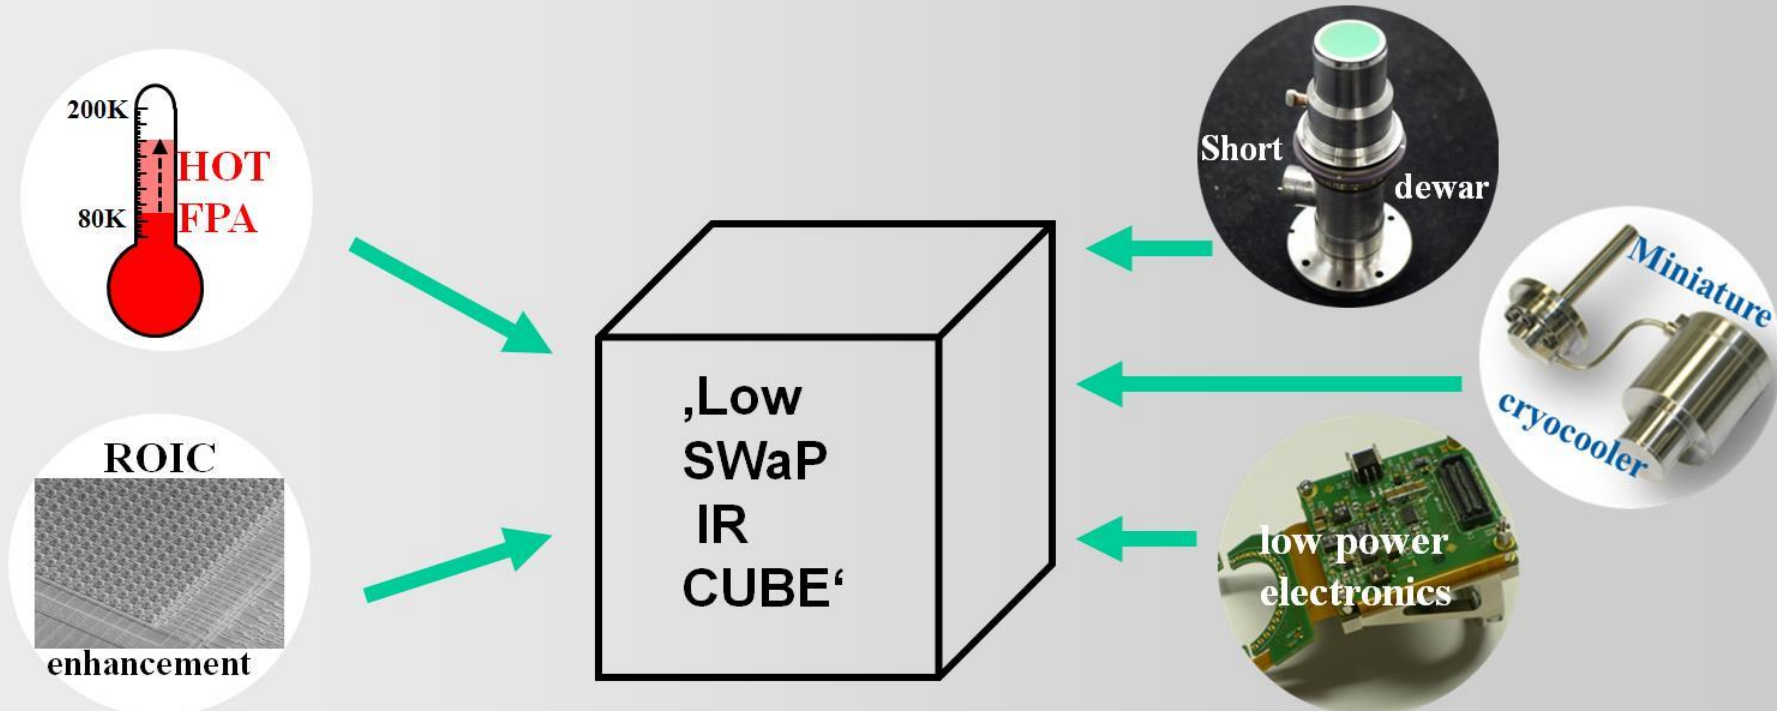 200K
HOT
80K
FPA
ROIC
enhancement
‚Low
SWaP
IR
CUBE‘
Short
dewar
Miniature
cryocooler
low power
electronics